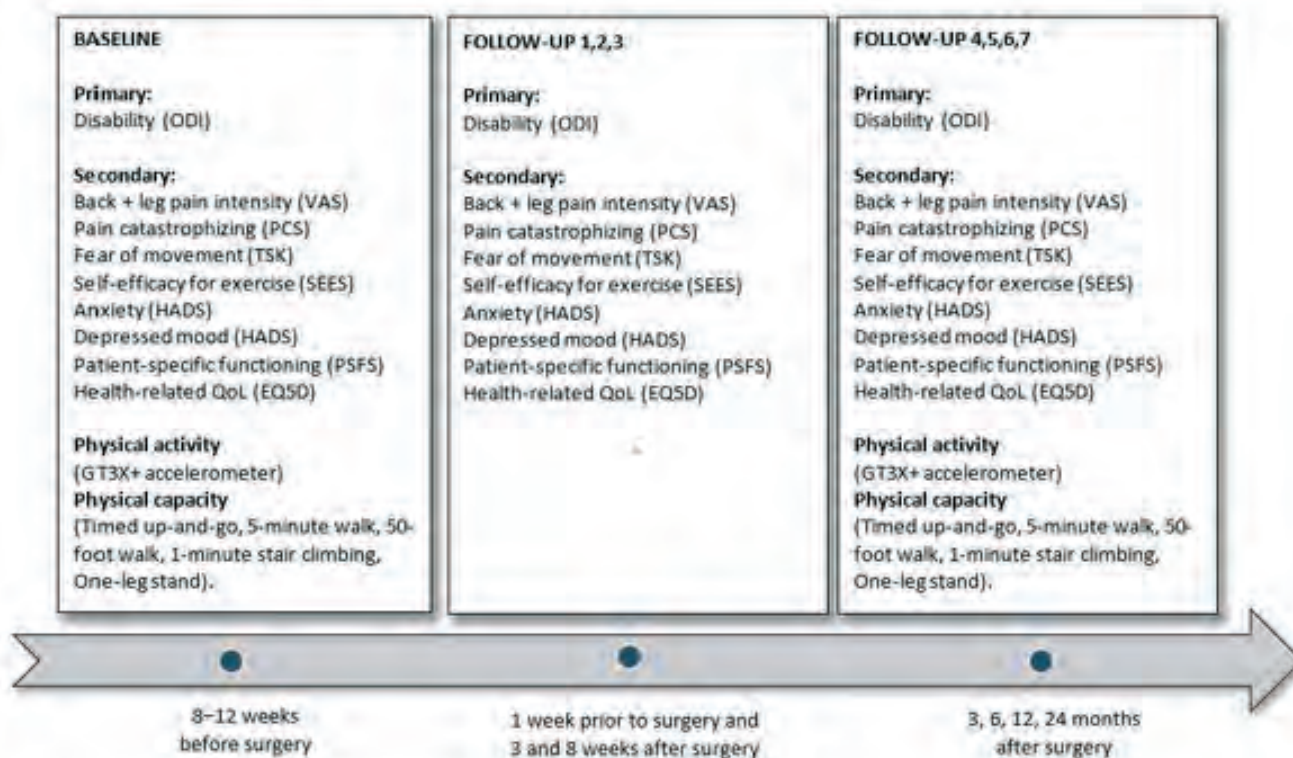 BASELINE
Primary:
Disability (ODI)
Secondary:
Back + leg pain intensity (VAS)
Pain catastrophizing (PCS)
Fear of movement (TSK)
Self-efficacy for exercise (SEES)
Anxiety (HADS)
Depressed mood (HADS)
Patient-specific functioning (PSFS)
Health-related QoL (EQ5D)
Physical activity
(GT3X+ accelerometer)
Physical capacity
(Timed up-and-go, 5-minute walk, 50-
foot walk, 1-minute stair climbing,
One-leg stand).
FOLLOW-UP 1,2,3
Primary:
Disability (ODI)
Secondary:
Back + leg pain intensity (VAS)
Pain catastrophizing (PCS)
Fear of movement (TSK)
Self-efficacy for exercise (SEES)
Anxiety (HADS)
Depressed mood (HADS)
Patient-specific functioning (PSFS)
Health-related QoL (EQ5D)
FOLLOW-UP 4,5,6,7
Primary:
Disability (ODI)
Secondary:
Back + leg pain intensity (VAS)
Pain catastrophizing (PCS)
Fear of movement (TSK)
Self-efficacy for exercise (SEES)
Anxiety (HADS)
Depressed mood (HADS)
Patient-specific functioning (PSFS)
Health-related QoL (EQ5D)
Physical activity
(GT3X+ accelerometer)
Physical capacity
(Timed up-and-go, 5-minute walk, 50-
foot walk, 1-minute stair climbing,
One-leg stand).
8–12 weeks
before surgery
1 week prior to surgery and
3 and 8 weeks after surgery
3, 6, 12, 24 months
after surgery